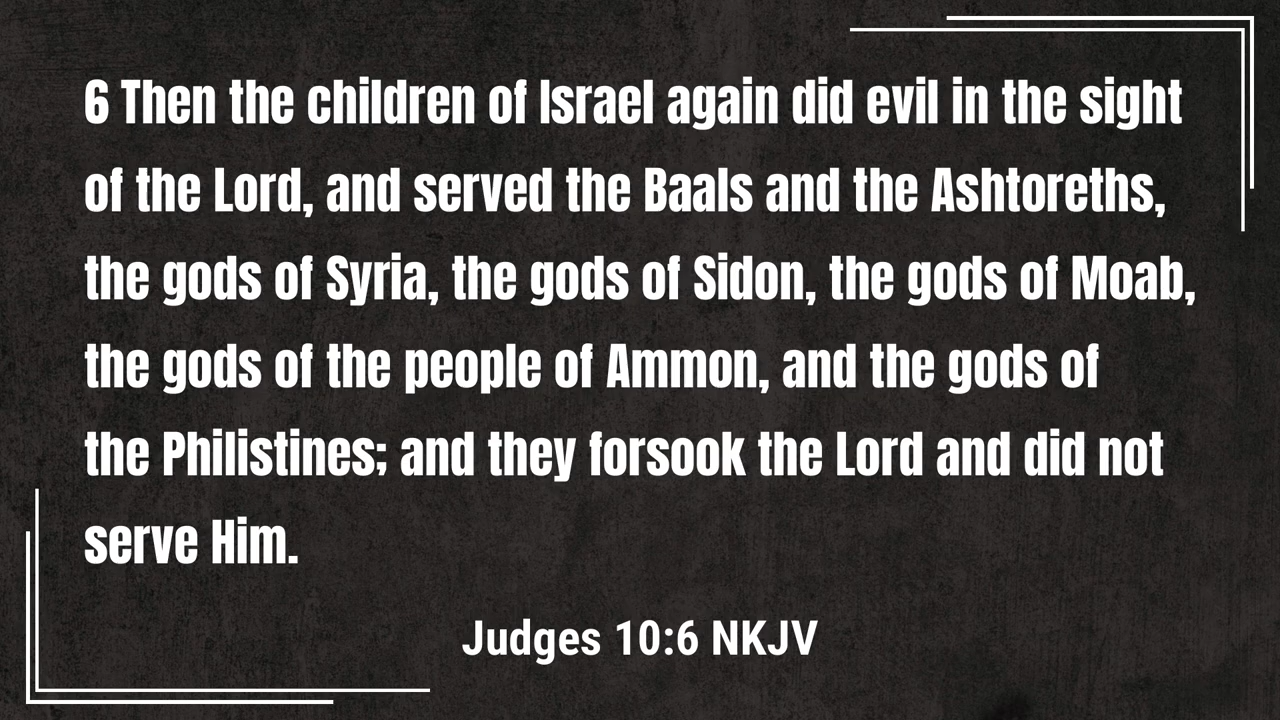 6 Then the children of Israel again did evil in the sight
of the Lord, and served the Baals and the Ashtoreths,
the gods of Syria, the gods of Sidon, the gods of Moab,
the gods of the people of Ammon, and the gods of
the Philistines; and they forsook the Lord and did not
serve Him.
Judges 10:6 NKJV